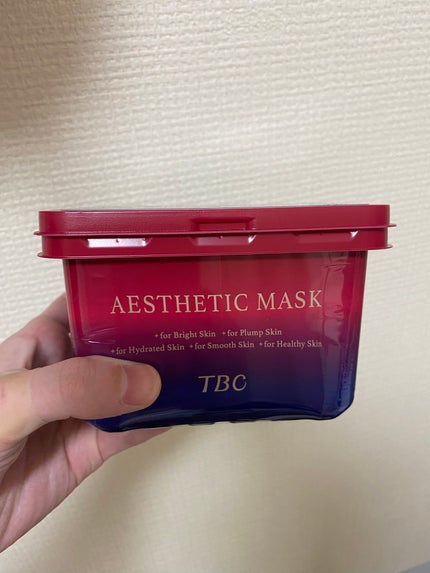 AESTHETIC MASK
+for Bright Skin +for Plump Skin
+for Hydrated Skin +for Smooth Skin +for Healthy Skin
TBC